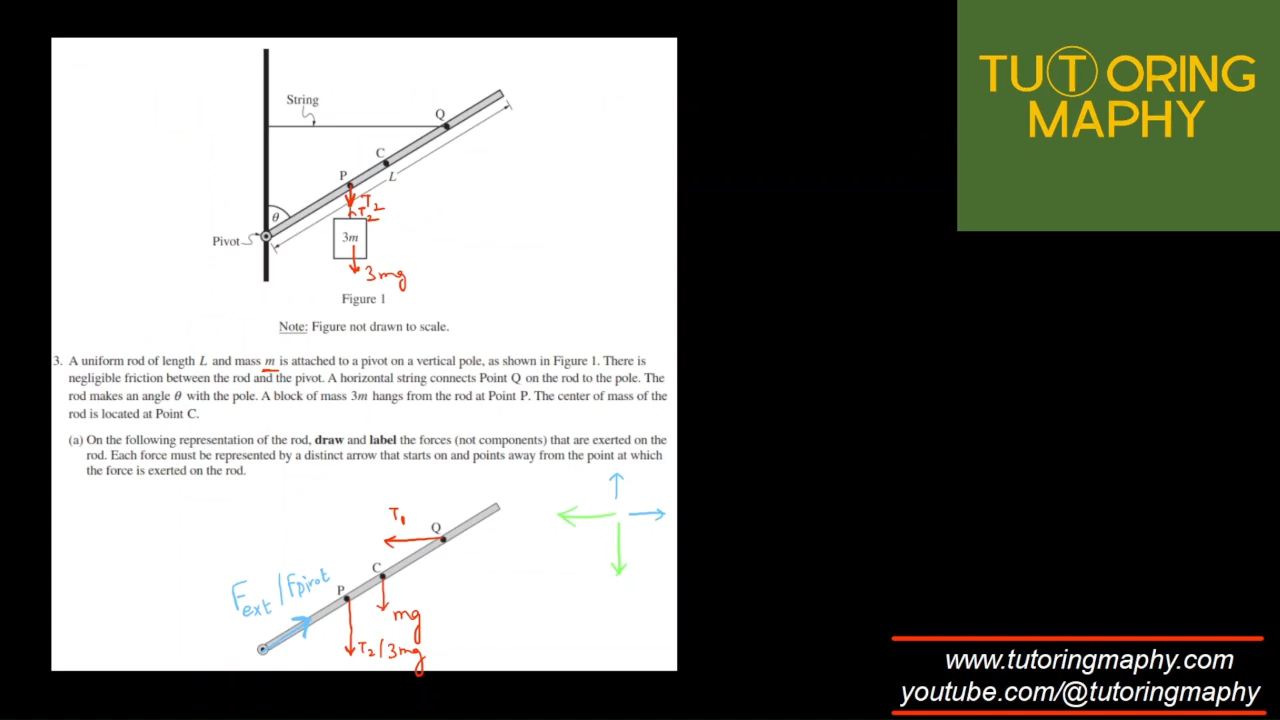 TUTORING
MAPHY
String
Q
C
P
L
T₂
T₂
θ
Pivot
3m
3mg
Figure 1
Note: Figure not drawn to scale.
3. A uniform rod of length L and mass m is attached to a pivot on a vertical pole, as shown in Figure 1. There is
negligible friction between the rod and the pivot. A horizontal string connects Point Q on the rod to the pole. The
rod makes an angle θ with the pole. A block of mass 3m hangs from the rod at Point P. The center of mass of the
rod is located at Point C.
(a) On the following representation of the rod, draw and label the forces (not components) that are exerted on the
rod. Each force must be represented by a distinct arrow that starts on and points away from the point at which
the force is exerted on the rod.
T₁
Q
C
Fext / Fpivot
P
mg
T₂ / 3mg
www.tutoringmaphy.com
youtube.com/@tutoringmaphy